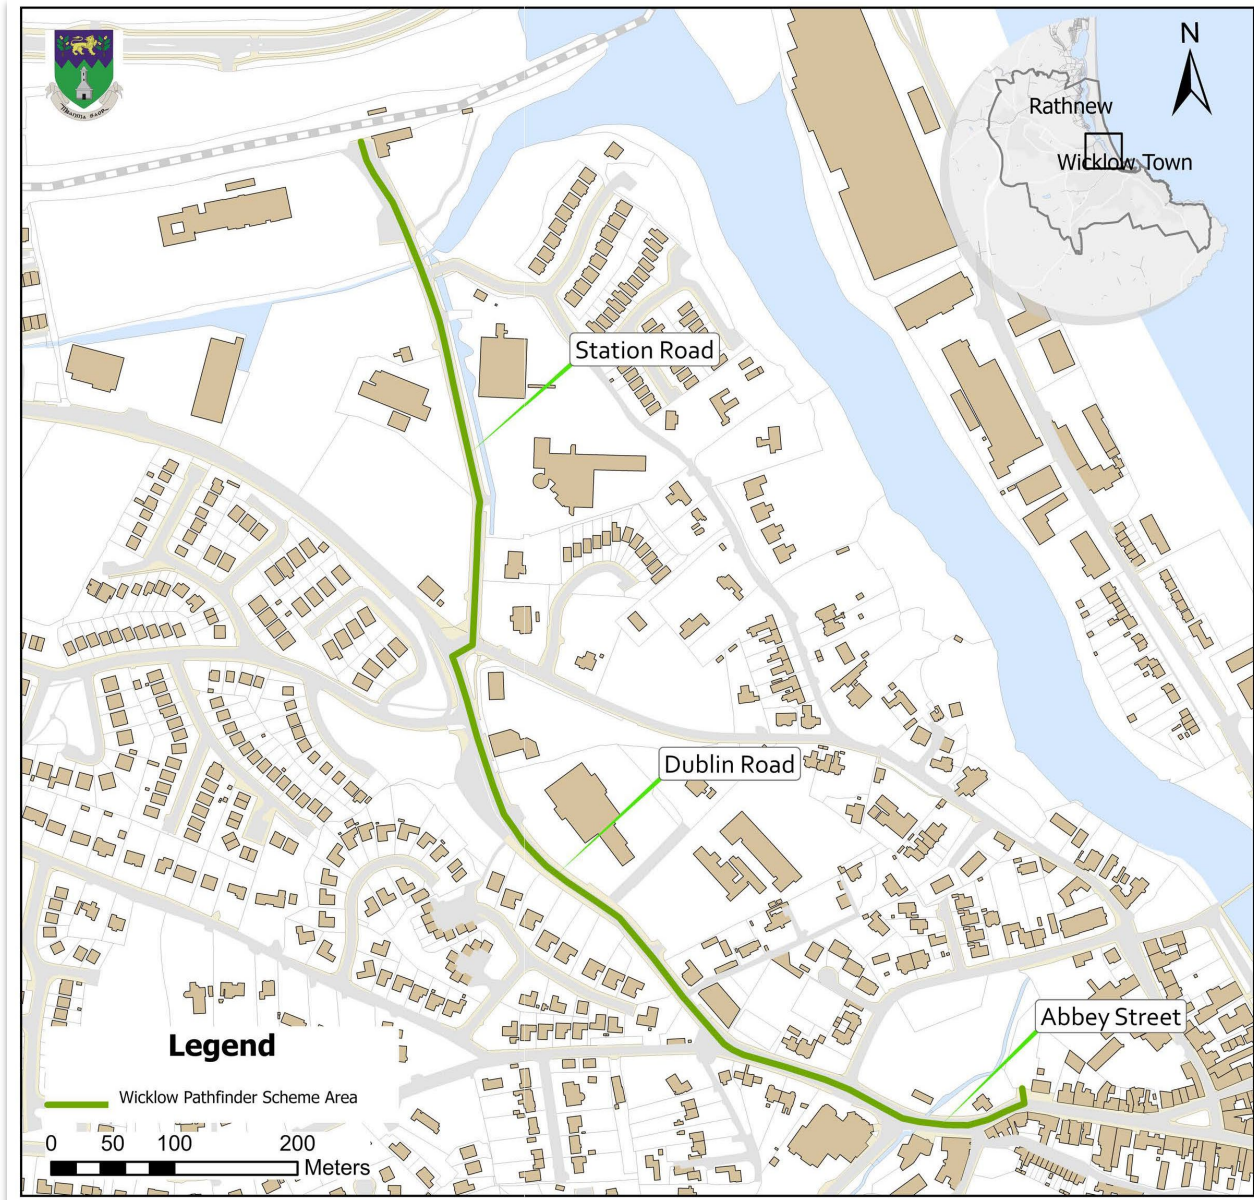 N
Rathnew
Wicklow Town
Station Road
Dublin Road
Abbey Street
Legend
Wicklow Pathfinder Scheme Area
0 50 100 200
Meters